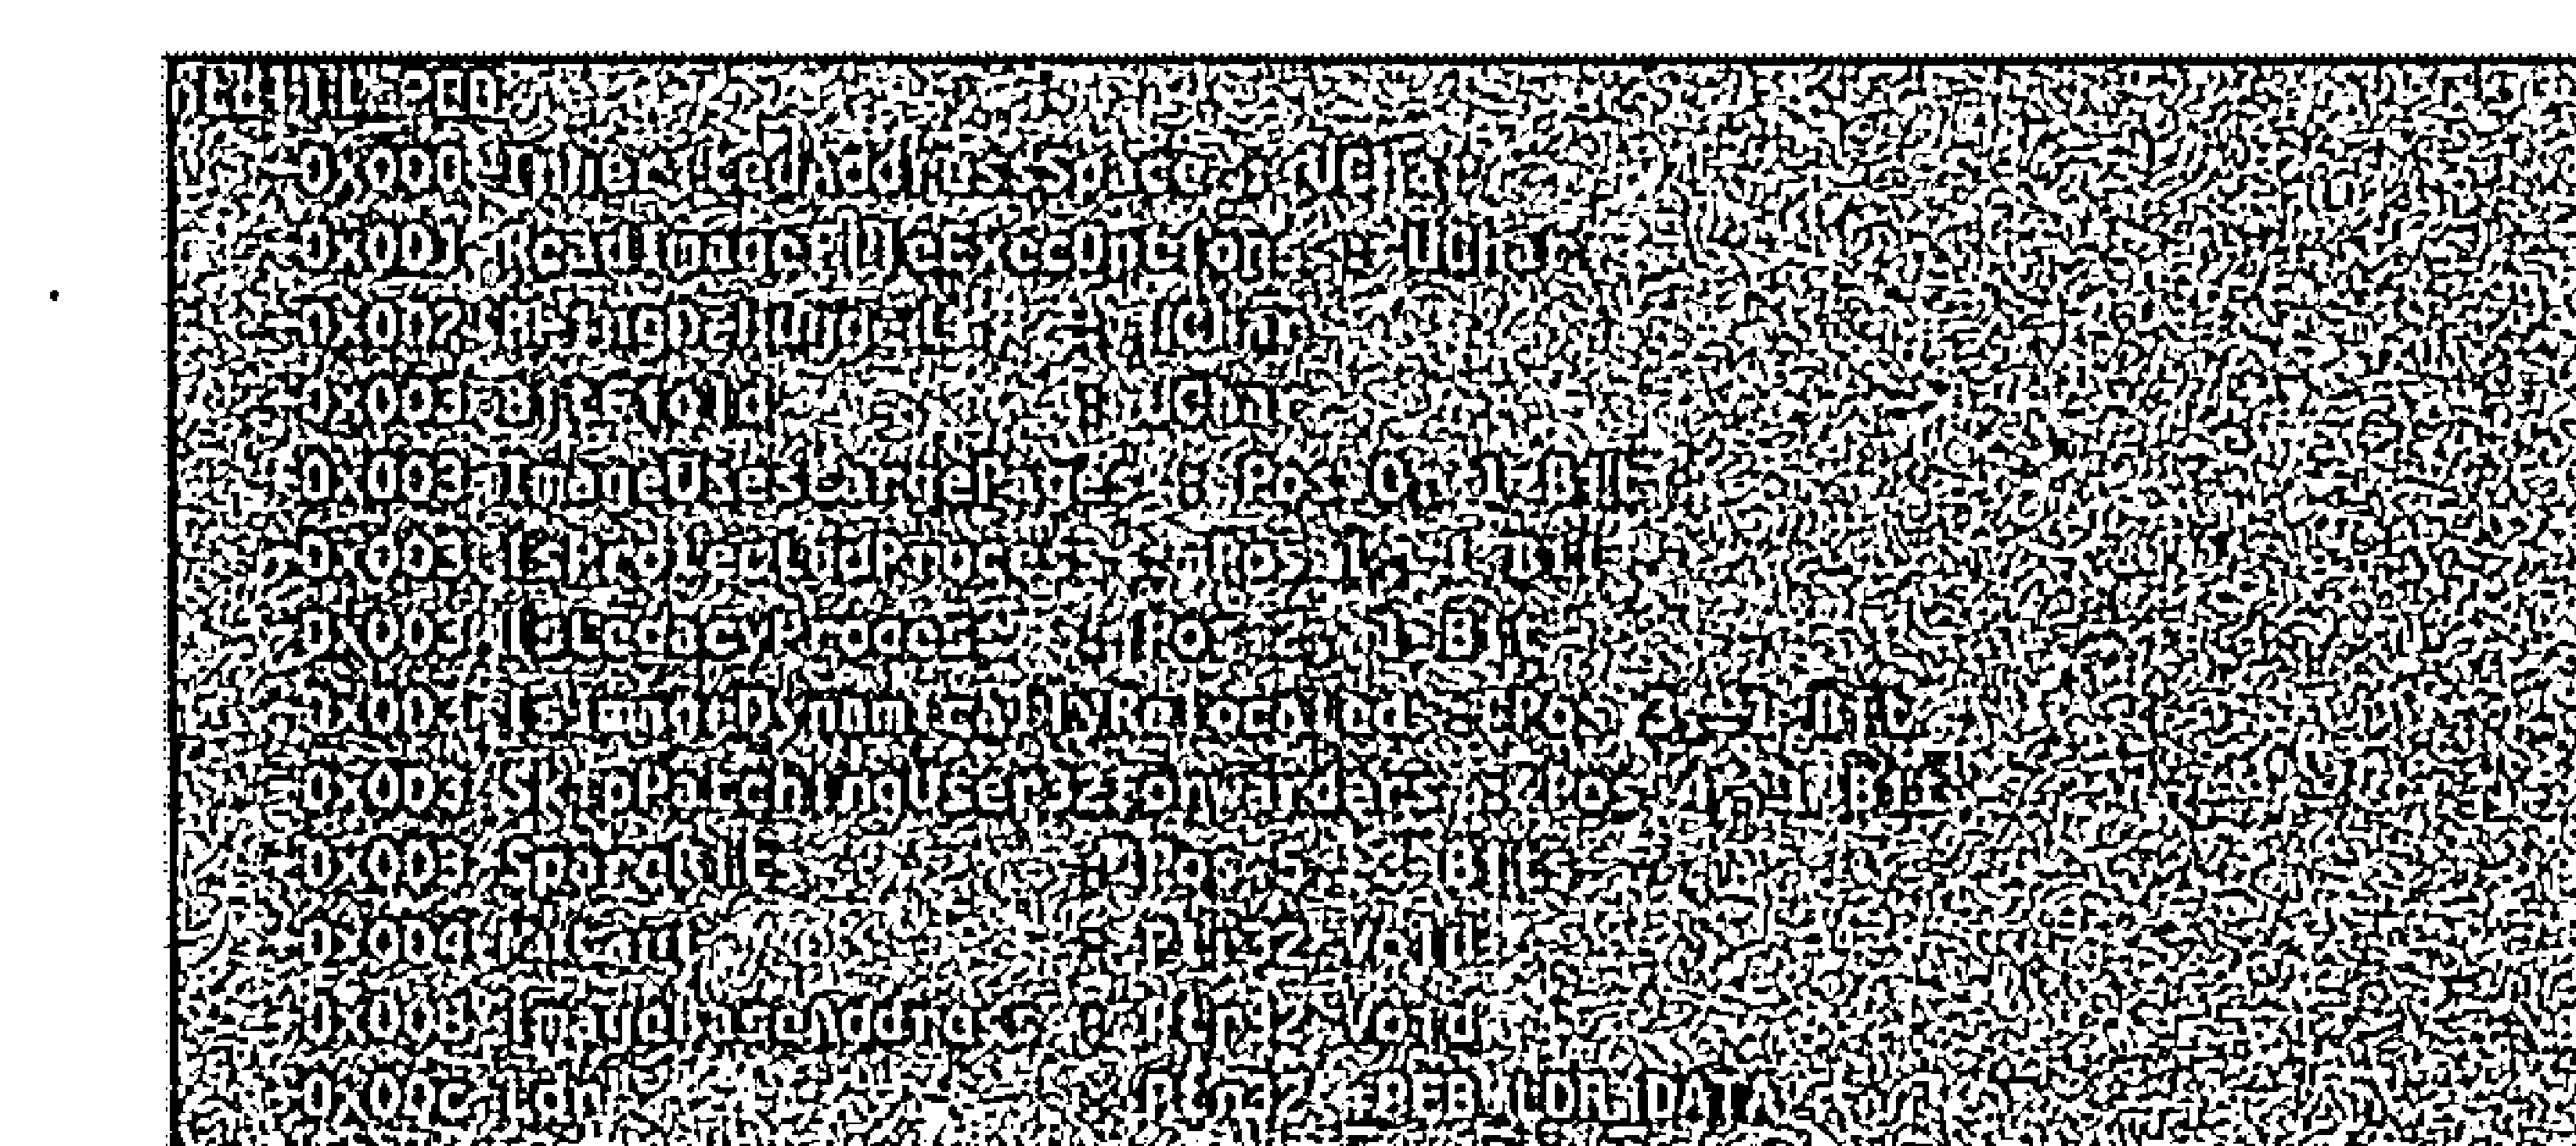 ntdll!_PEB
+0x000 InheritedAddressSpace : UChar
+0x001 ReadImageFileExecOptions : UChar
+0x002 BeingDebugged : UChar
+0x003 BitField : UChar
+0x003 ImageUsesLargePages : Pos 0, 1 Bit
+0x003 IsProtectedProcess : Pos 1, 1 Bit
+0x003 IsLegacyProcess : Pos 2, 1 Bit
+0x003 IsImageDynamicallyRelocated : Pos 3, 1 Bit
+0x003 SkipPatchingUser32Forwarders : Pos 4, 1 Bit
+0x003 SpareBits : Pos 5, 3 Bits
+0x004 Mutant : Ptr32 Void
+0x008 ImageBaseAddress : Ptr32 Void
+0x00c Ldr : Ptr32 _PEB_LDR_DATA